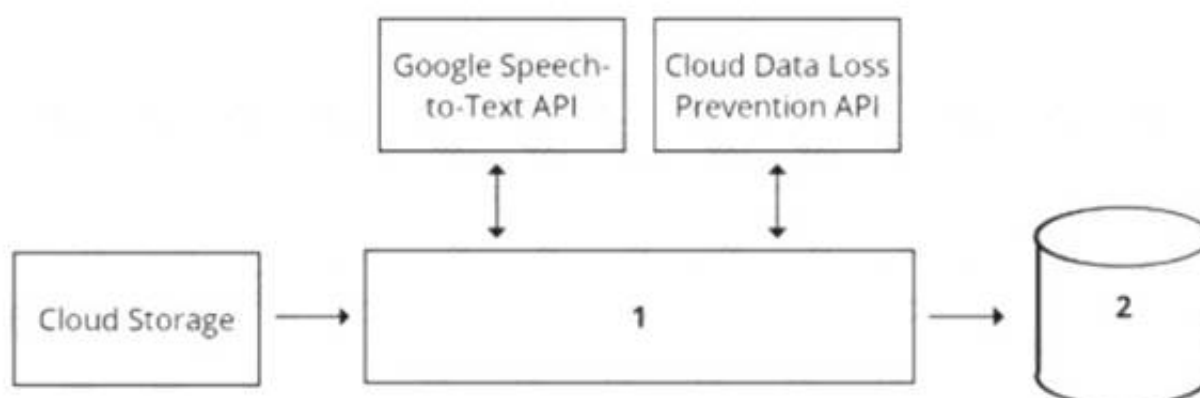 Google Speech-
to-Text API
Cloud Data Loss
Prevention API
Cloud Storage
1
2